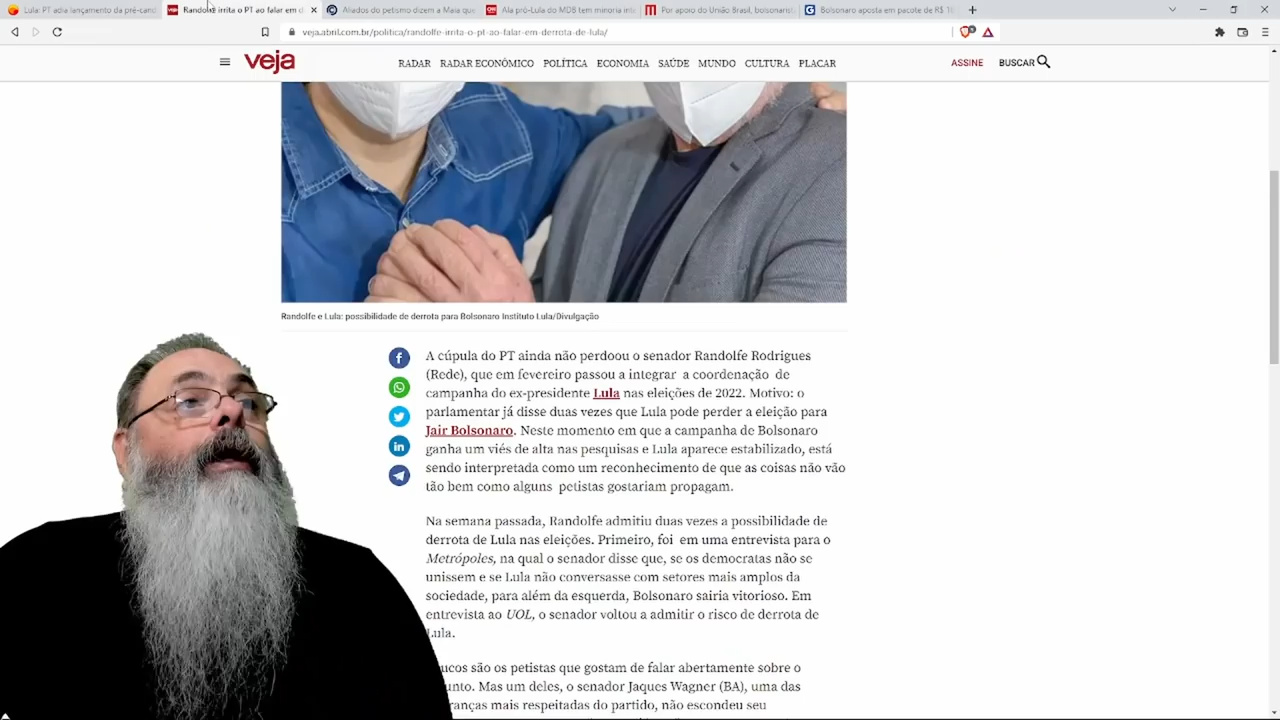 Lula: PT adia lançamento da pré-cand
Randolfe irrita o PT ao falar em d
Aliados do petismo dizem a Maia que
Ala pró-Lula do MDB tem minoria inte
Por apoio do União Brasil, bolsonarist
Bolsonaro aposta em pacote de R$ 1
veja.abril.com.br/politica/randolfe-irrita-o-pt-ao-falar-em-derrota-de-lula/
veja
RADAR RADAR ECONÔMICO POLÍTICA ECONOMIA SAÚDE MUNDO CULTURA PLACAR
ASSINE
BUSCAR
Randolfe e Lula: possibilidade de derrota para Bolsonaro Instituto Lula/Divulgação
A cúpula do PT ainda não perdoou o senador Randolfe Rodrigues
(Rede), que em fevereiro passou a integrar a coordenação de
campanha do ex-presidente Lula nas eleições de 2022. Motivo: o
parlamentar já disse duas vezes que Lula pode perder a eleição para
Jair Bolsonaro. Neste momento em que a campanha de Bolsonaro
ganha um viés de alta nas pesquisas e Lula aparece estabilizado, está
sendo interpretada como um reconhecimento de que as coisas não vão
tão bem como alguns petistas gostariam propagam.
Na semana passada, Randolfe admitiu duas vezes a possibilidade de
derrota de Lula nas eleições. Primeiro, foi em uma entrevista para o
Metrópoles, na qual o senador disse que, se os democratas não se
unissem e se Lula não conversasse com setores mais amplos da
sociedade, para além da esquerda, Bolsonaro sairia vitorioso. Em
entrevista ao UOL, o senador voltou a admitir o risco de derrota de
Lula.
ucos são os petistas que gostam de falar abertamente sobre o
unto. Mas um deles, o senador Jaques Wagner (BA), uma das
ranças mais respeitadas do partido, não escondeu seu